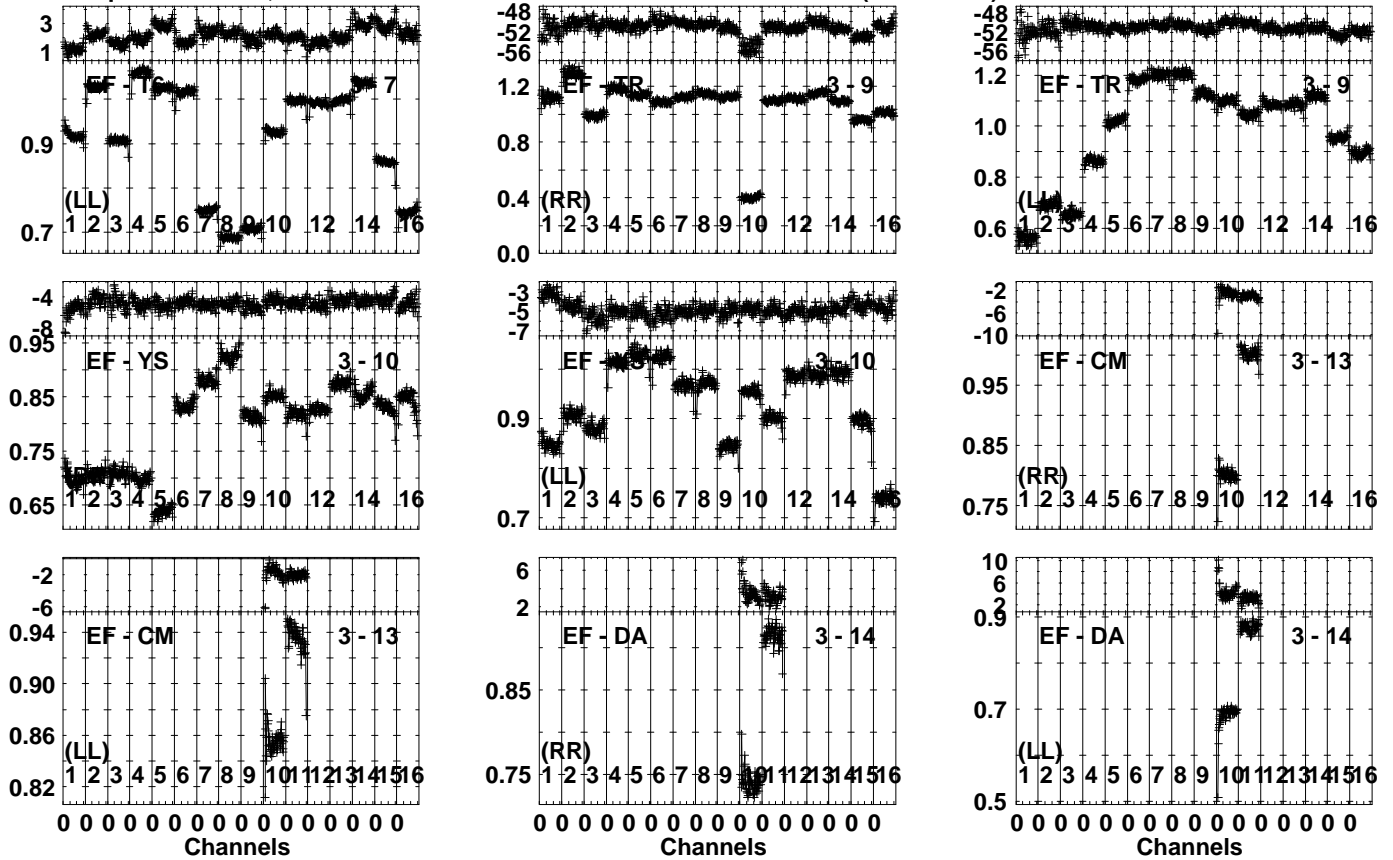 3 1
EF - T6 3 - 7
0.9 0.7
(LL)
1 2 3 4 5 6 7 8 9 10 12 14 16
-48 -52 -56
EF - TR 3 - 9
1.2 0.8 0.4 0.0
(RR)
1 2 3 4 5 6 7 8 9 10 12 14 16
-48 -52 -56
EF - TR 3 - 9
1.2 1.0 0.8 0.6
(LL)
1 2 3 4 5 6 7 8 9 10 12 14 16
-4 -8
EF - YS 3 - 10
0.95 0.85 0.75 0.65
1 2 3 4 5 6 7 8 9 10 12 14 16
-3 -5 -7
EF - YS 3 - 10
0.9 0.7
(LL)
1 2 3 4 5 6 7 8 9 10 12 14 16
-2 -6 -10
EF - CM 3 - 13
0.95 0.85 0.75
(RR)
1 2 3 4 5 6 7 8 9 10 12 14 16
-2 -6
EF - CM 3 - 13
0.94 0.90 0.86 0.82
(LL)
1 2 3 4 5 6 7 8 9 10 11 12 13 14 15 16
0 0 0 0 0 0 0 0 0 0 0 0 0 0 0 0
Channels
6 2
EF - DA 3 - 14
0.85 0.75
(RR)
1 2 3 4 5 6 7 8 9 10 11 12 13 14 15 16
0 0 0 0 0 0 0 0 0 0 0 0 0 0 0 0
Channels
10 6 2
EF - DA 3 - 14
0.9 0.7 0.5
(LL)
1 2 3 4 5 6 7 8 9 10 11 12 13 14 15 16
0 0 0 0 0 0 0 0 0 0 0 0 0 0 0 0
Channels